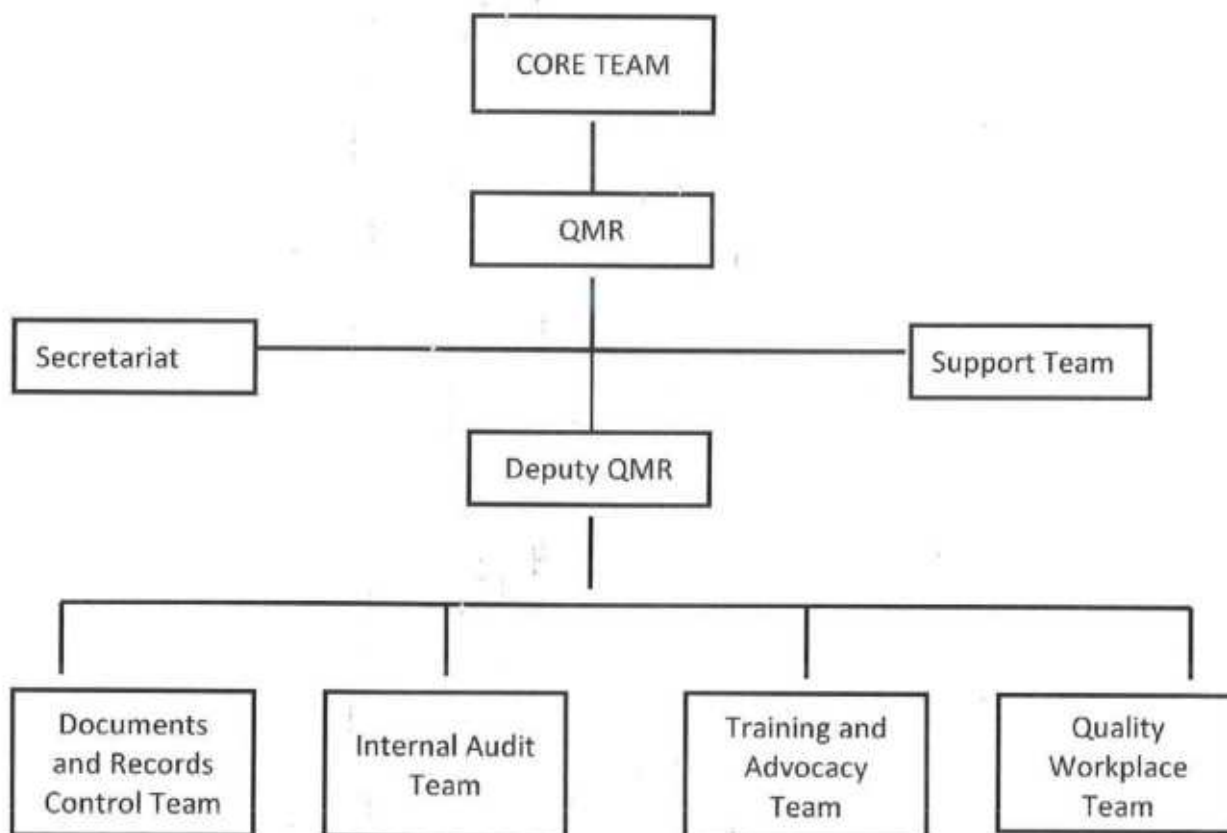 CORE TEAM
QMR
Secretariat
Support Team
Deputy QMR
Documents
and Records
Control Team
Internal Audit
Team
Training and
Advocacy
Team
Quality
Workplace
Team